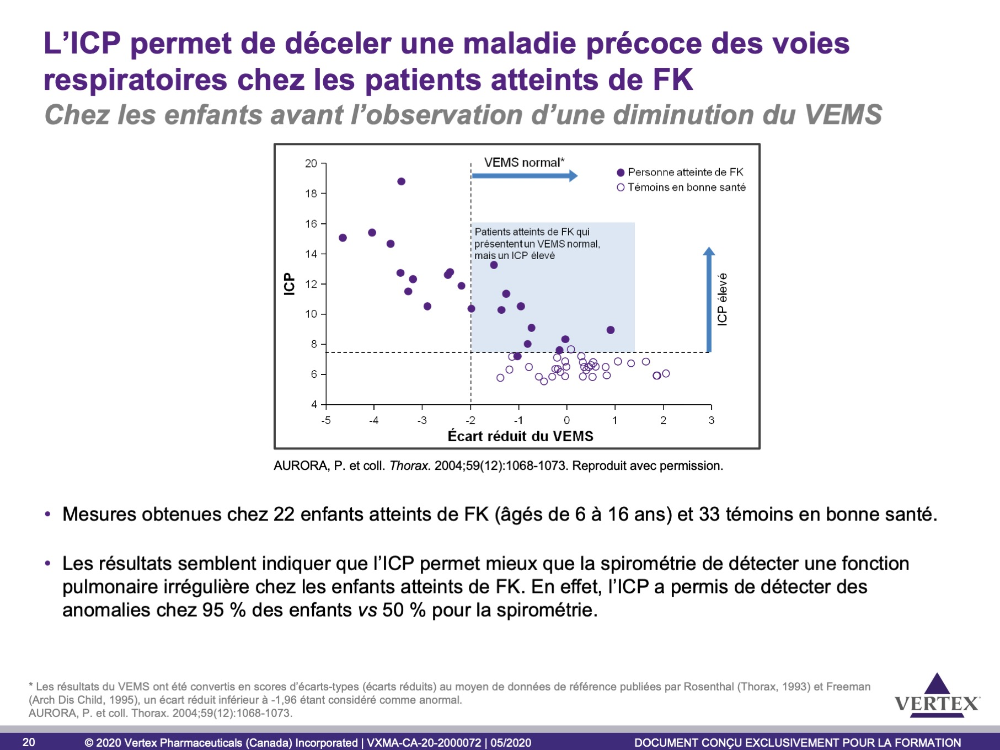 L’ICP permet de déceler une maladie précoce des voies
respiratoires chez les patients atteints de FK
Chez les enfants avant l’observation d’une diminution du VEMS
VEMS normal*
Personne atteinte de FK
Témoins en bonne santé
Patients atteints de FK qui
présentent un VEMS normal,
mais un ICP élevé
ICP élevé
ICP
20
18
16
14
12
10
8
6
4
-5 -4 -3 -2 -1 0 1 2 3
Écart réduit du VEMS
AURORA, P. et coll. Thorax. 2004;59(12):1068-1073. Reproduit avec permission.
• Mesures obtenues chez 22 enfants atteints de FK (âgés de 6 à 16 ans) et 33 témoins en bonne santé.
• Les résultats semblent indiquer que l’ICP permet mieux que la spirométrie de détecter une fonction
pulmonaire irrégulière chez les enfants atteints de FK. En effet, l’ICP a permis de détecter des
anomalies chez 95 % des enfants vs 50 % pour la spirométrie.
* Les résultats du VEMS ont été convertis en scores d’écarts-types (écarts réduits) au moyen de données de référence publiées par Rosenthal (Thorax, 1993) et Freeman
(Arch Dis Child, 1995), un écart réduit inférieur à -1,96 étant considéré comme anormal.
AURORA, P. et coll. Thorax. 2004;59(12):1068-1073.
VERTEX
20 © 2020 Vertex Pharmaceuticals (Canada) Incorporated | VXMA-CA-20-2000072 | 05/2020 DOCUMENT CONÇU EXCLUSIVEMENT POUR LA FORMATION